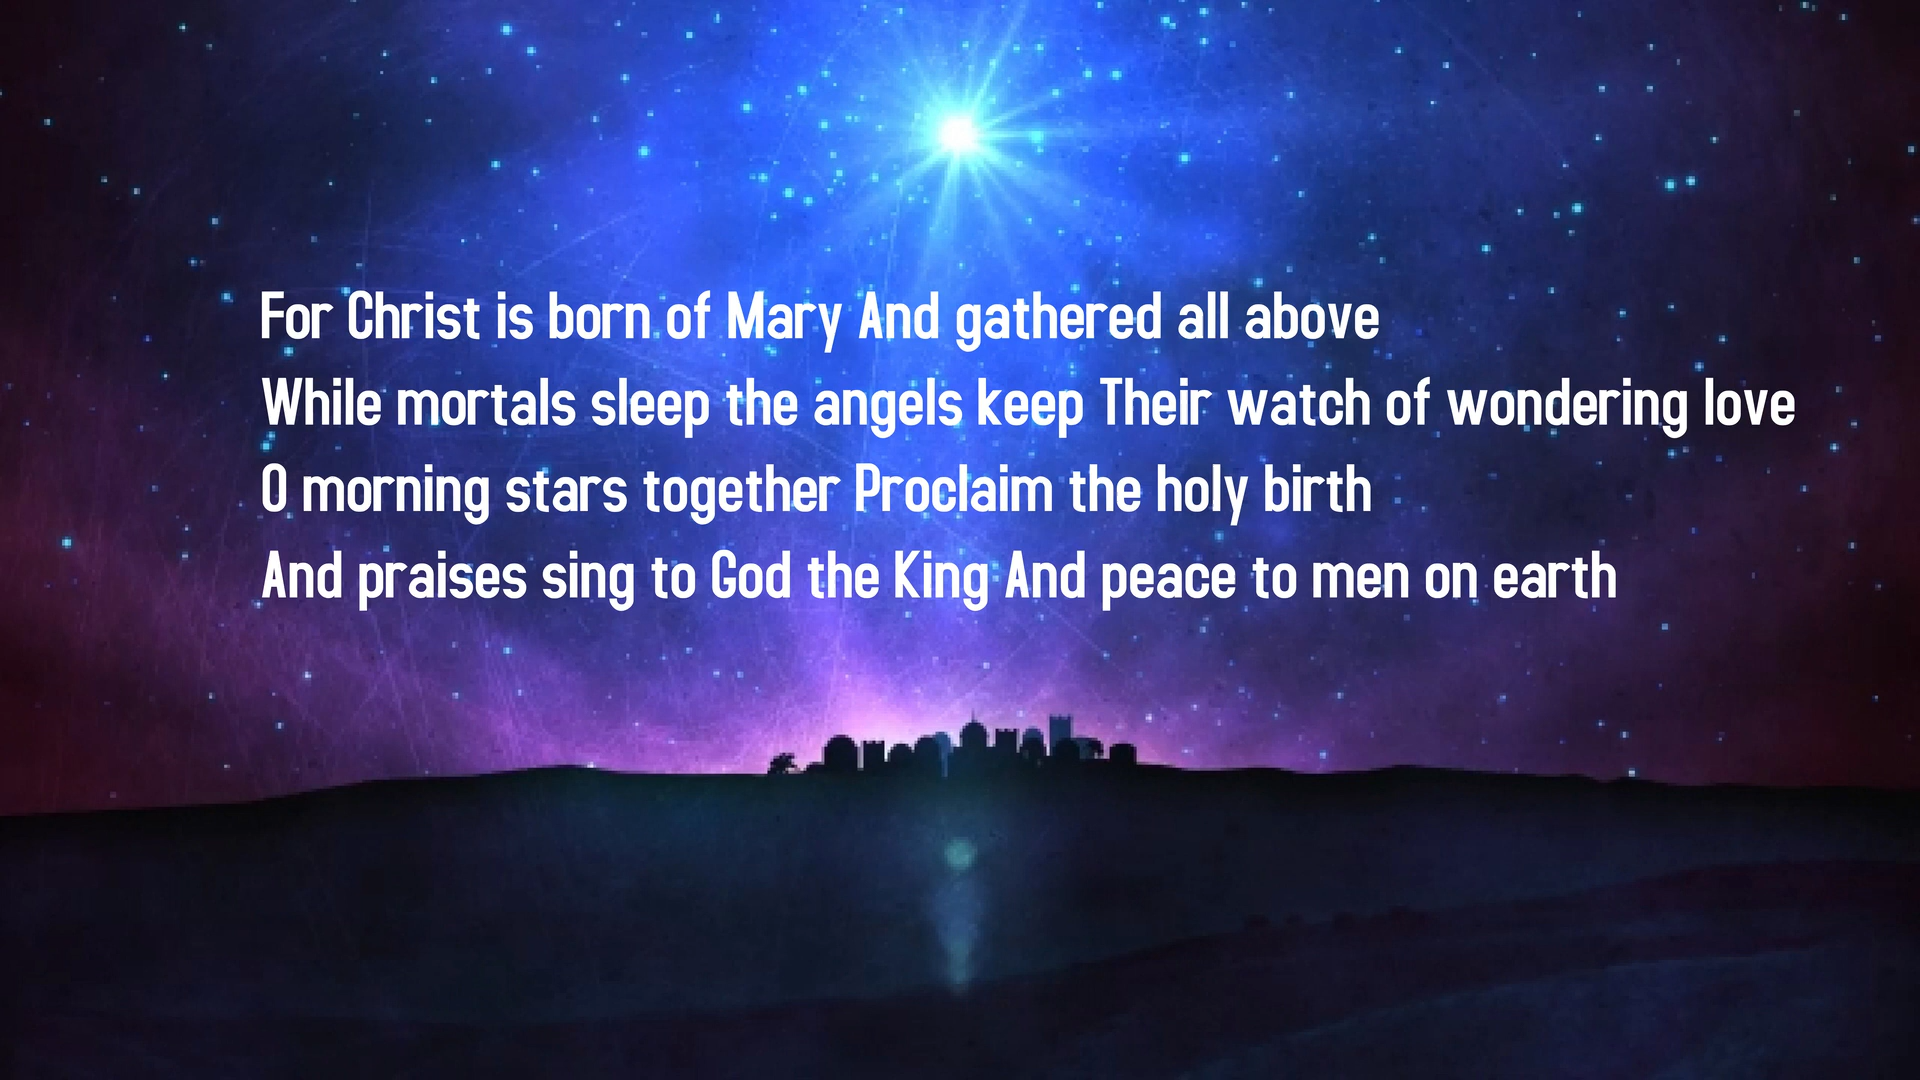 For Christ is born of Mary And gathered all above
While mortals sleep the angels keep Their watch of wondering love
O morning stars together Proclaim the holy birth
And praises sing to God the King And peace to men on earth